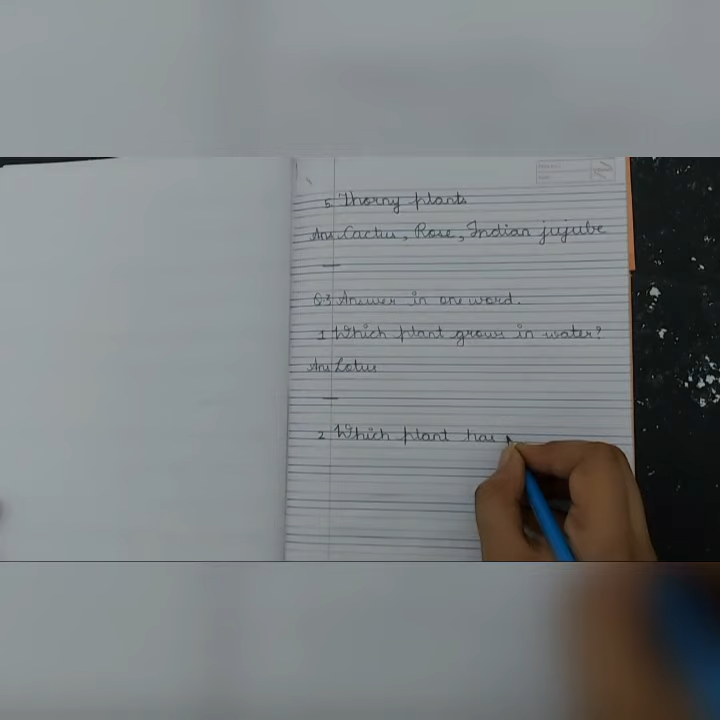 5. Thorny plants
Ans. Cactus, Rose, Indian jujube
Q.3 Answer in one word.
1 Which plant grows in water?
Ans Lotus
2 Which plant has